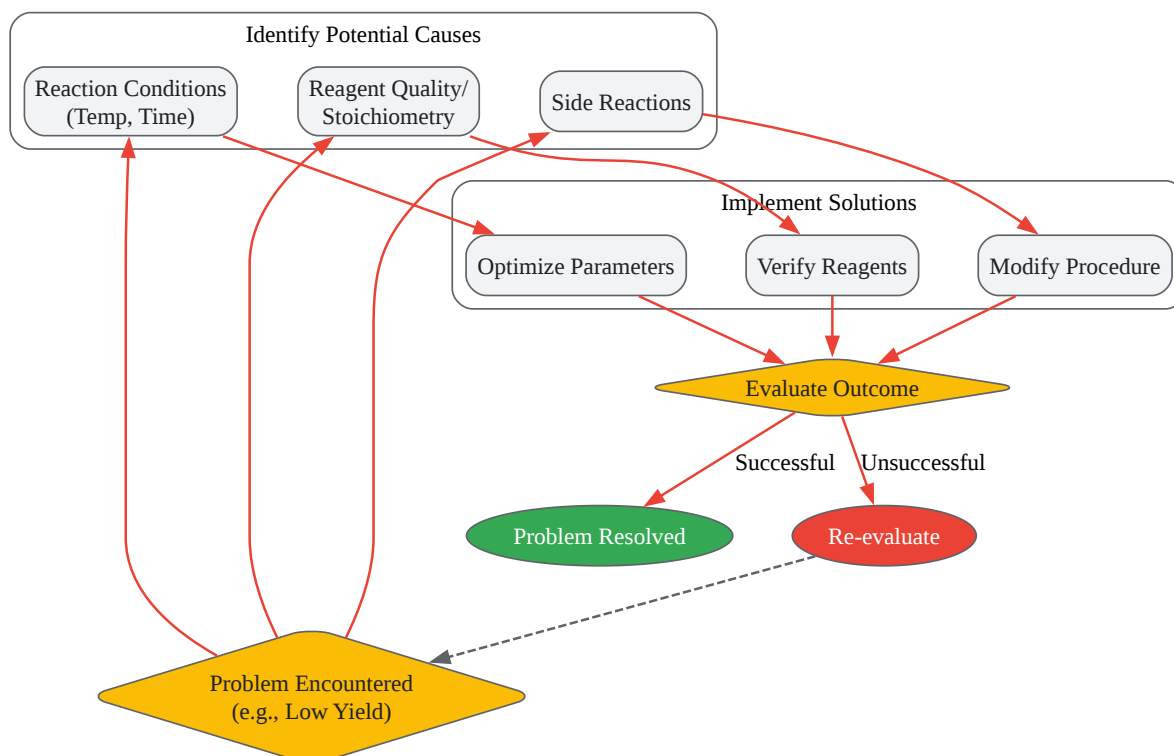 Identify Potential Causes
Reaction Conditions
(Temp, Time)
Reagent Quality/
Stoichiometry
Side Reactions
Implement Solutions
Optimize Parameters
Verify Reagents
Modify Procedure
Evaluate Outcome
Successful
Unsuccessful
Problem Resolved
Re-evaluate
Problem Encountered
(e.g., Low Yield)